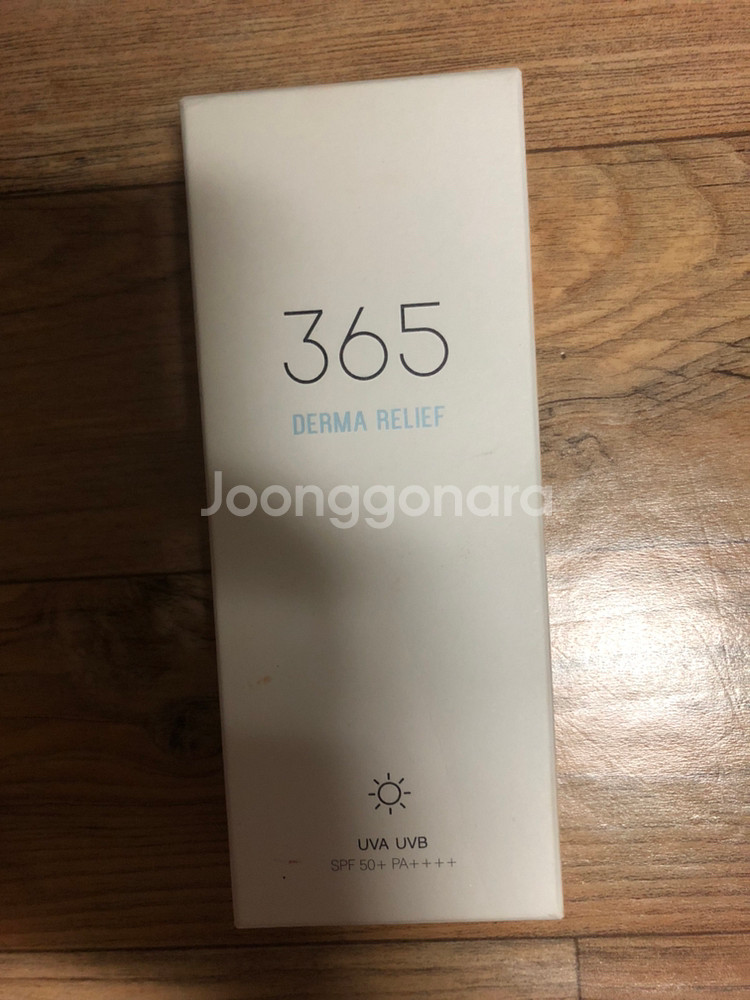 365
DERMA RELIEF
Joonggonara
UVA UVB
SPF 50+ PA++++